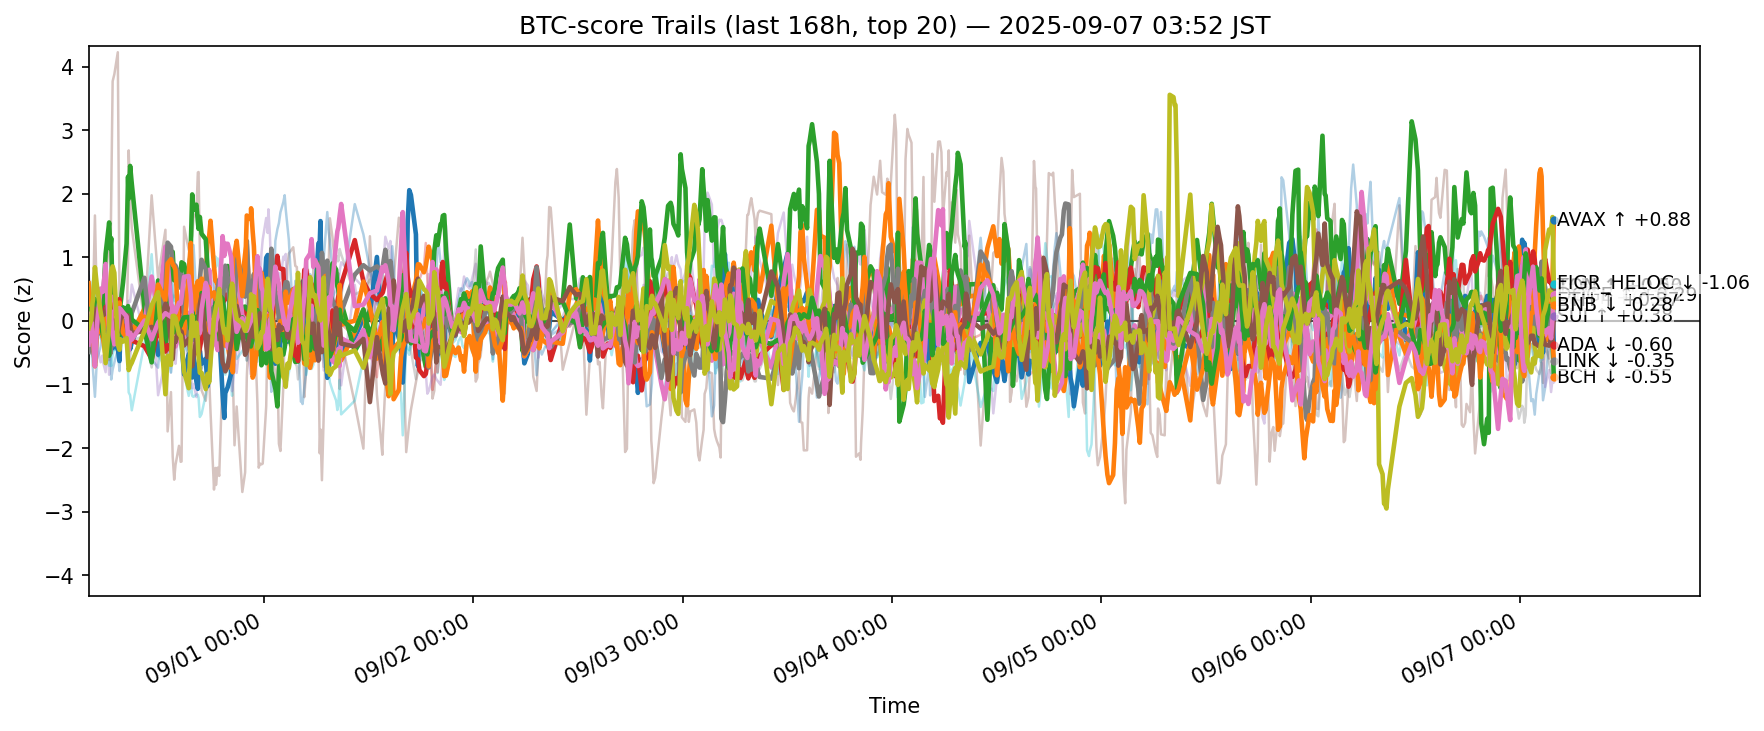 BTC-score Trails (last 168h, top 20) — 2025-09-07 03:52 JST
Score (z)
4
3
2
1
0
−1
−2
−3
−4
AVAX ↑ +0.88
FIGR_HELOC ↓ -1.06
BNB ↓ -0.28
SUI ↑ +0.38
ADA ↓ -0.60
LINK ↓ -0.35
BCH ↓ -0.55
09/01 00:00
09/02 00:00
09/03 00:00
09/04 00:00
09/05 00:00
09/06 00:00
09/07 00:00
Time